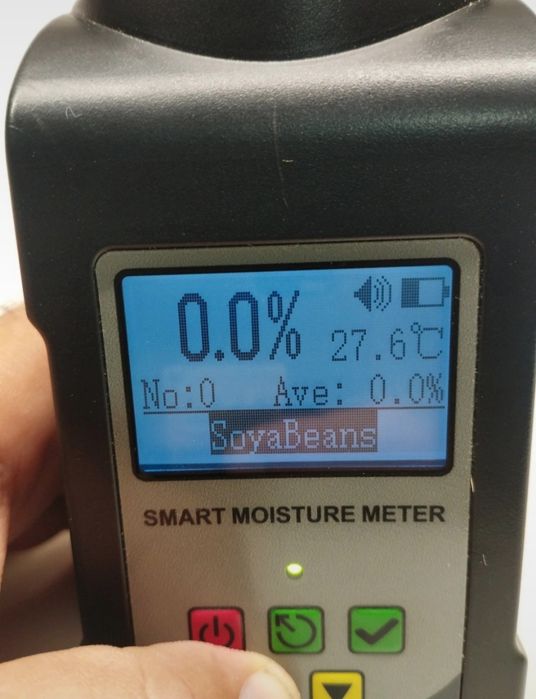 0.0%
27.6℃
No:0 Ave: 0.0%
SoyaBeans
SMART MOISTURE METER